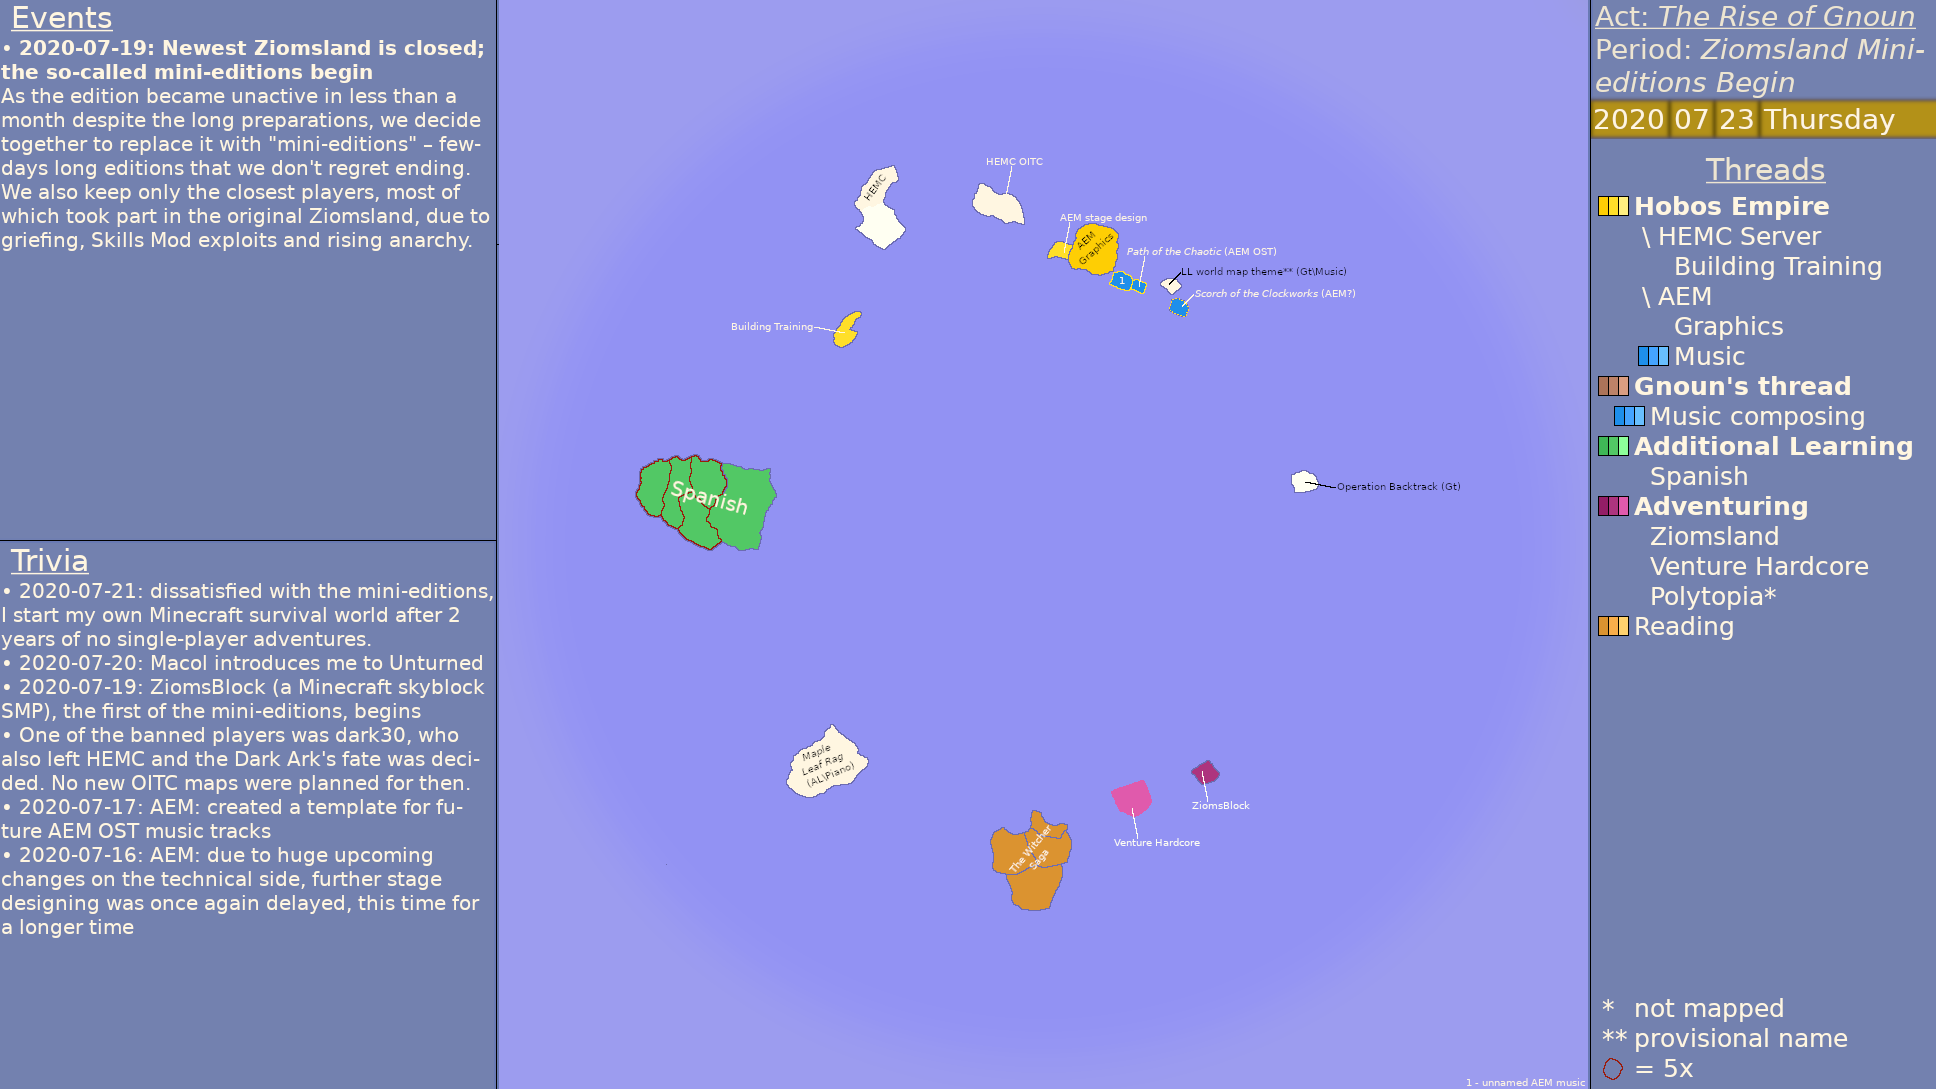 Events
• 2020-07-19: Newest Ziomsland is closed;
the so-called mini-editions begin
As the edition became unactive in less than a
month despite the long preparations, we decide
together to replace it with "mini-editions" – few-
days long editions that we don't regret ending.
We also keep only the closest players, most of
which took part in the original Ziomsland, due to
griefing, Skills Mod exploits and rising anarchy.
Trivia
• 2020-07-21: dissatisfied with the mini-editions,
I start my own Minecraft survival world after 2
years of no single-player adventures.
• 2020-07-20: Macol introduces me to Unturned
• 2020-07-19: ZiomsBlock (a Minecraft skyblock
SMP), the first of the mini-editions, begins
• One of the banned players was dark30, who
also left HEMC and the Dark Ark's fate was deci-
ded. No new OITC maps were planned for then.
• 2020-07-17: AEM: created a template for fu-
ture AEM OST music tracks
• 2020-07-16: AEM: due to huge upcoming
changes on the technical side, further stage
designing was once again delayed, this time for
a longer time
HEMC
HEMC OITC
AEM stage design
AEM
Graphics
Path of the Chaotic (AEM OST)
1
LL world map theme** (Gt\Music)
Scorch of the Clockworks (AEM?)
Building Training
Spanish
Operation Backtrack (Gt)
Maple
Leaf Rag
(AL\Piano)
ZiomsBlock
Venture Hardcore
The Witcher
Saga
1 - unnamed AEM music
Act: The Rise of Gnoun
Period: Ziomsland Mini-
editions Begin
2020 07 23 Thursday
Threads
Hobos Empire
\ HEMC Server
Building Training
\ AEM
Graphics
Music
Gnoun's thread
Music composing
Additional Learning
Spanish
Adventuring
Ziomsland
Venture Hardcore
Polytopia*
Reading
* not mapped
** provisional name
= 5x